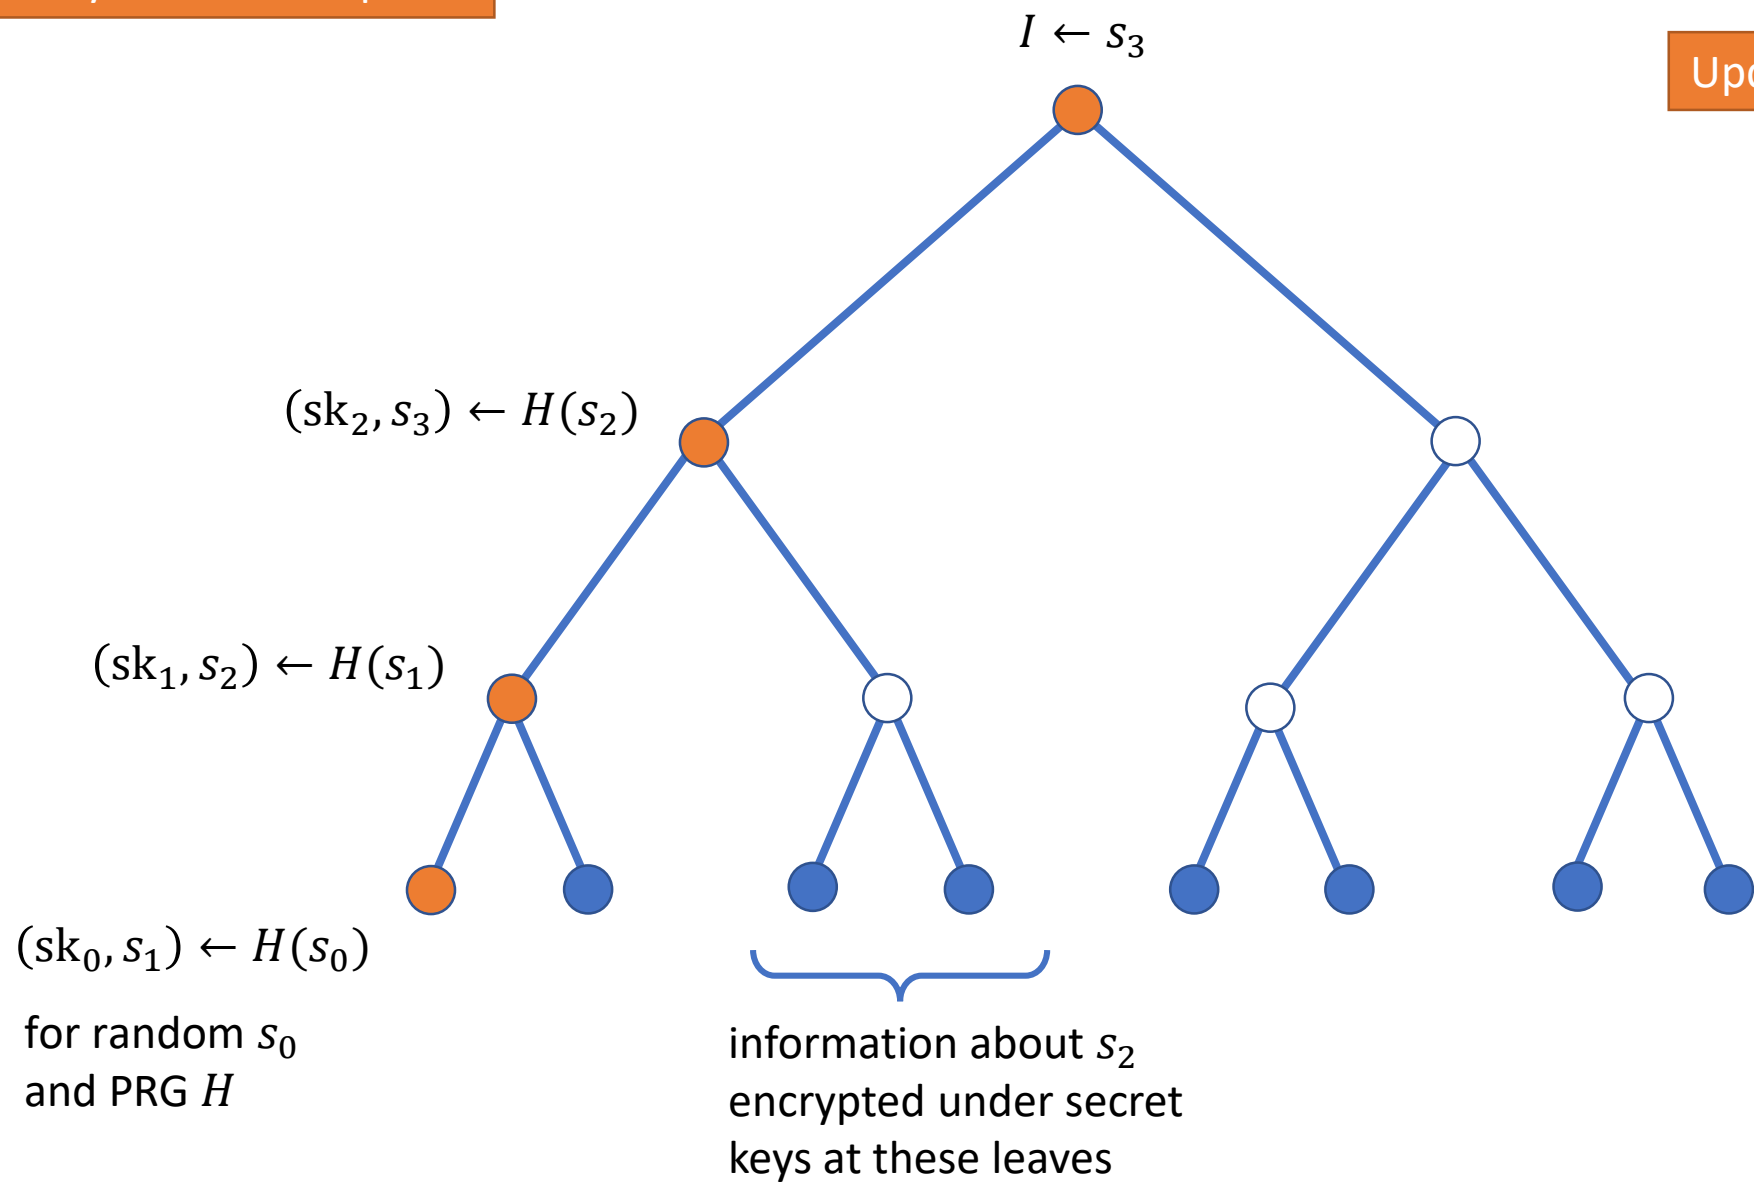 I ← s₃
(sk₂, s₃) ← H(s₂)
(sk₁, s₂) ← H(s₁)
(sk₀, s₁) ← H(s₀)
for random s₀
and PRG H
information about s₂
encrypted under secret
keys at these leaves